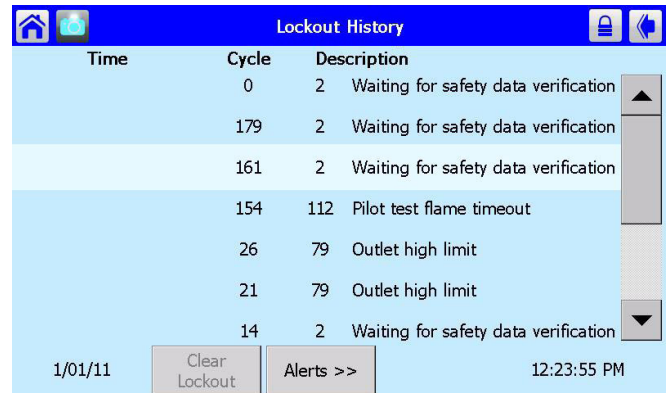 Lockout History
Time Cycle Description
0 2 Waiting for safety data verification
179 2 Waiting for safety data verification
161 2 Waiting for safety data verification
154 112 Pilot test flame timeout
26 79 Outlet high limit
21 79 Outlet high limit
14 2 Waiting for safety data verification
1/01/11 Clear Lockout Alerts >> 12:23:55 PM